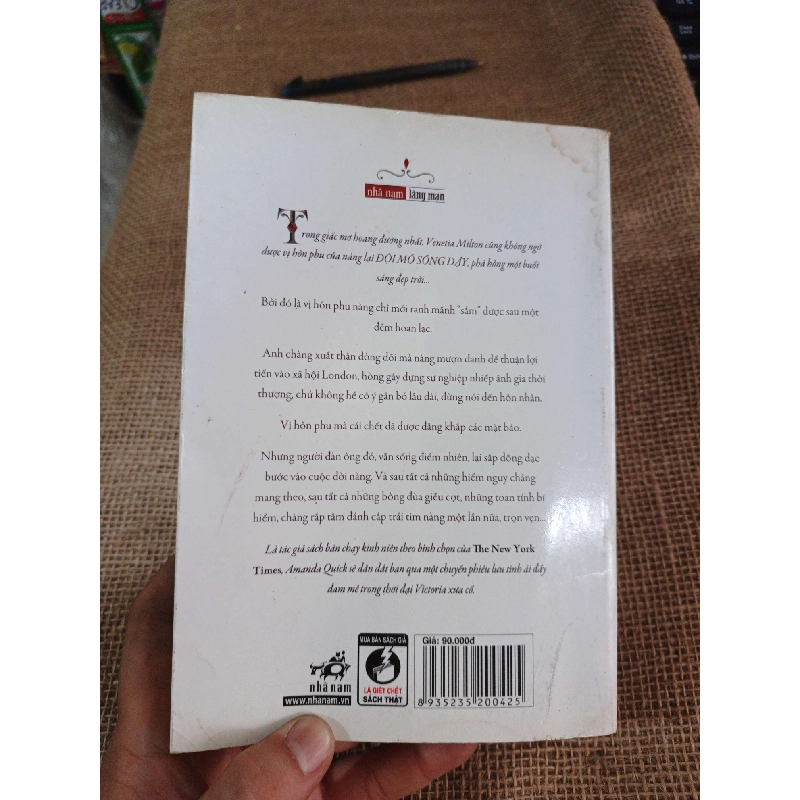 nhã nam lãng mạn
Trong giấc mơ hoang đường nhất, Venetia Milton cũng không ngờ
được vị hôn phu của nàng lại ĐỘI MỒ SỐNG DẬY, phá hỏng một buổi
sáng đẹp trời...
Bởi đó là vị hôn phu nàng chỉ mới ranh mãnh "sắm" được sau một
đêm hoan lạc.
Anh chàng xuất thân dòng dõi mà nàng mượn danh để thuận lợi
tiến vào xã hội London, hòng gây dựng sự nghiệp nhiếp ảnh gia thời
thượng, chứ không hề có ý gắn bó lâu dài, đừng nói đến hôn nhân.
Vị hôn phu mà cái chết đã được đăng khắp các mặt báo.
Nhưng người đàn ông đó, vẫn sống điềm nhiên, lại sắp dõng dạc
bước vào cuộc đời nàng. Và sau tất cả những hiểm nguy chàng
mang theo, sau tất cả những bông đùa giễu cợt, những toan tính bí
hiểm, chàng rắp tâm đánh cắp trái tim nàng một lần nữa, trọn vẹn...
Là tác giả sách bán chạy kinh niên theo bình chọn của The New York
Times, Amanda Quick sẽ dẫn dắt bạn qua một chuyến phiêu lưu tình ái đầy
đam mê trong thời đại Victoria xưa cổ.
nhã nam
www.nhanam.vn
MUA BÁN SÁCH GIẢ
LÀ GIẾT CHẾT
SÁCH THẬT
Giá: 90.000đ
8 935235 200425